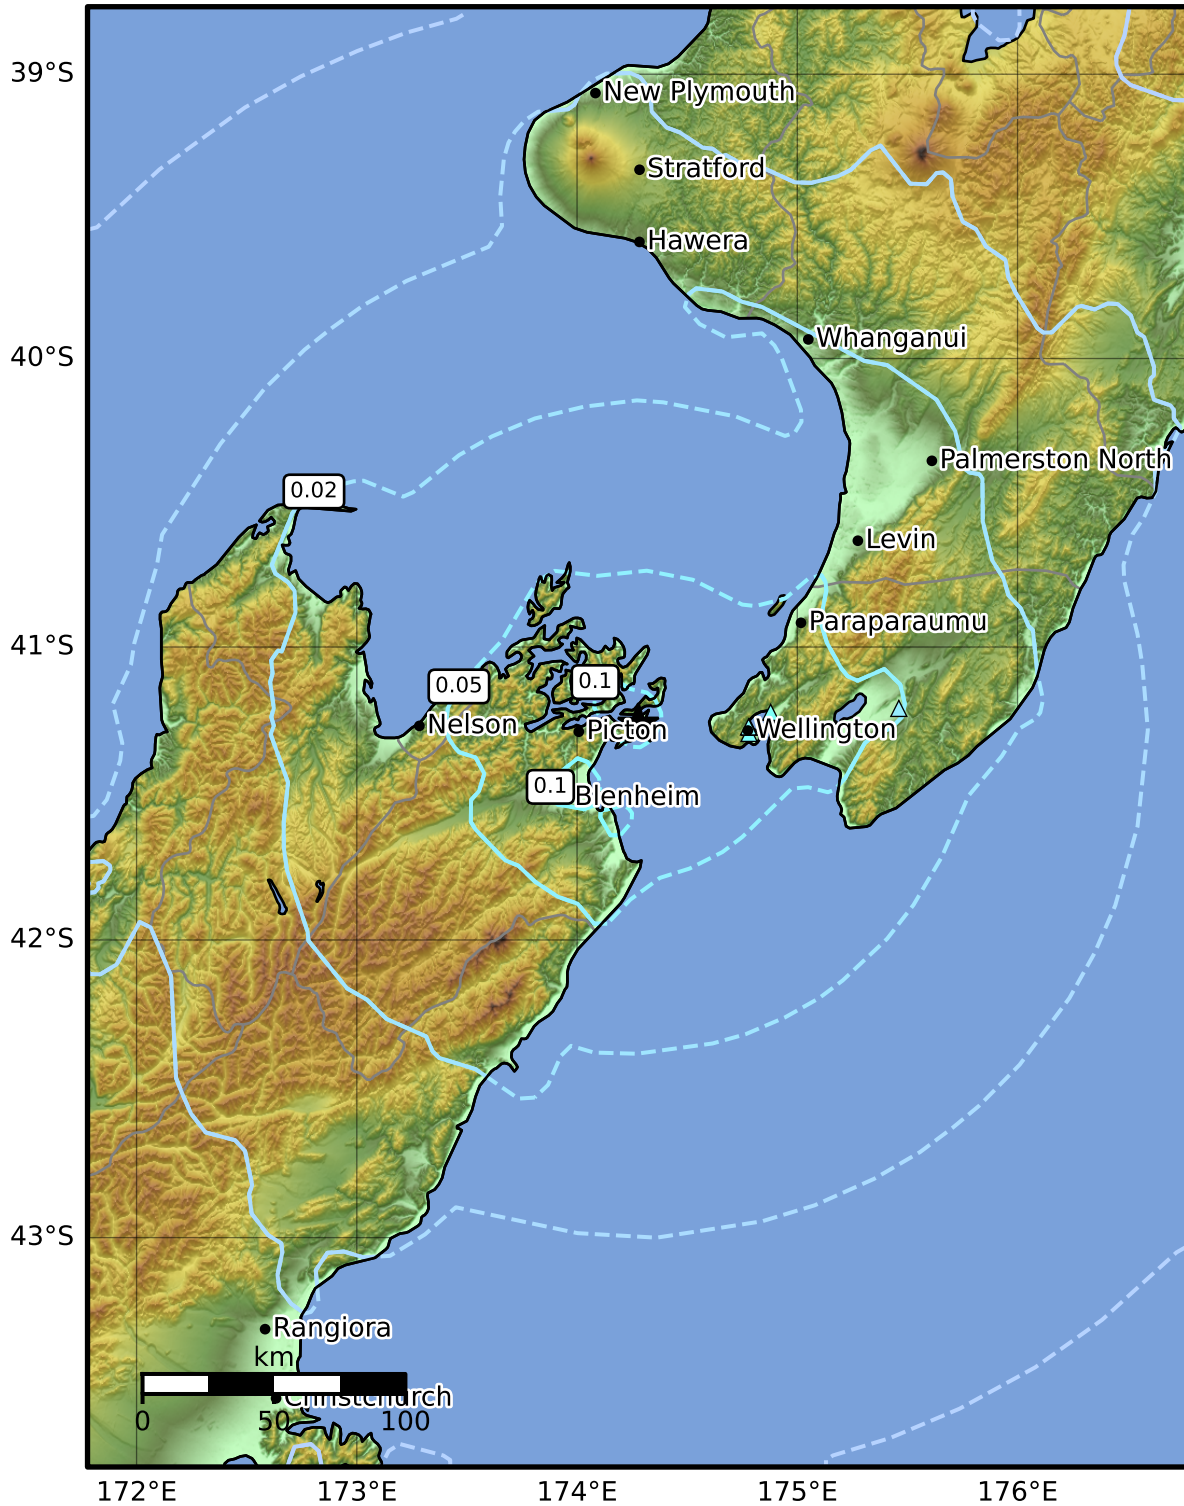 39°S
New Plymouth
Stratford
Hawera
Whanganui
40°S
Palmerston North
0.02
Levin
Paraparaumu
41°S
0.1
0.05
Nelson
Picton
Wellington
0.1
Blenheim
42°S
43°S
Rangiora
km
Christchurch
0 50 100
172°E 173°E 174°E 175°E 176°E